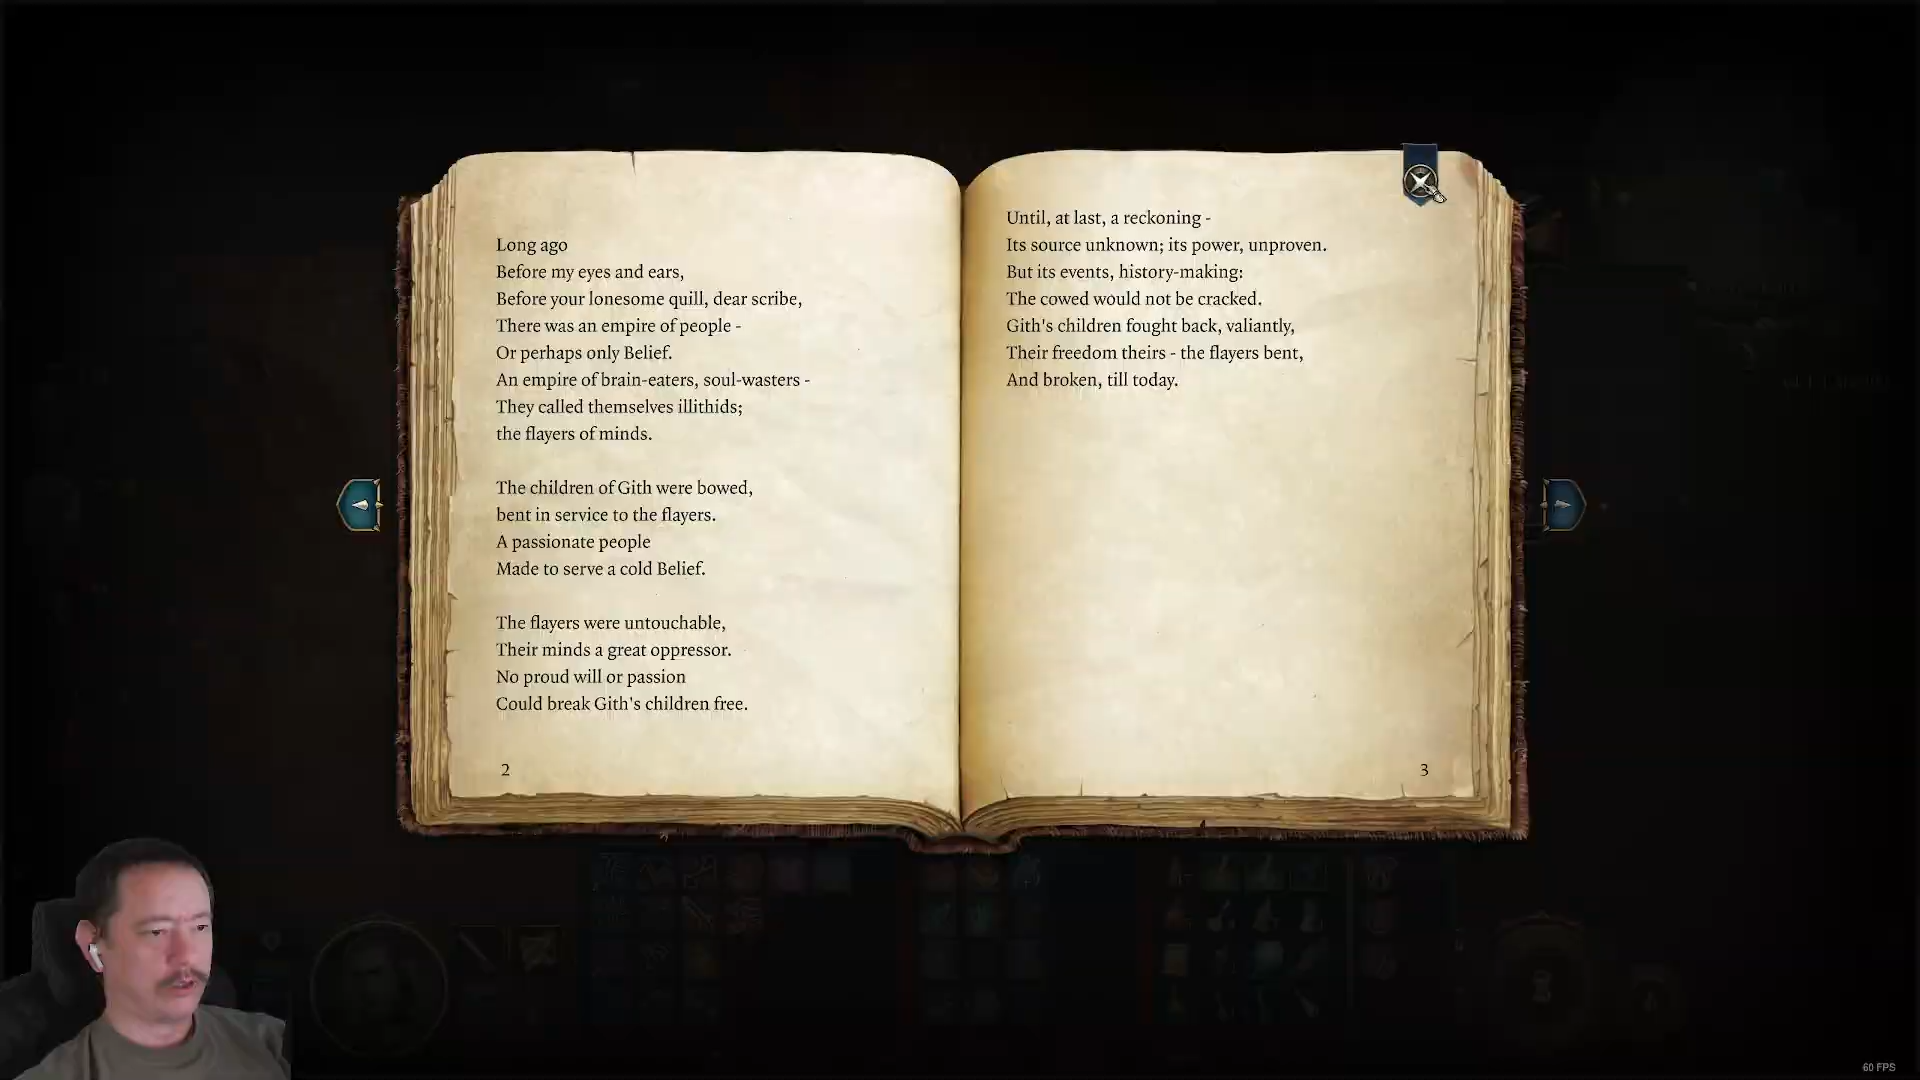 Long ago
Before my eyes and ears,
Before your lonesome quill, dear scribe,
There was an empire of people -
Or perhaps only Belief.
An empire of brain-eaters, soul-wasters -
They called themselves illithids;
the flayers of minds.
The children of Gith were bowed,
bent in service to the flayers.
A passionate people
Made to serve a cold Belief.
The flayers were untouchable,
Their minds a great oppressor.
No proud will or passion
Could break Gith's children free.
2
Until, at last, a reckoning -
Its source unknown; its power, unproven.
But its events, history-making:
The cowed would not be cracked.
Gith's children fought back, valiantly,
Their freedom theirs - the flayers bent,
And broken, till today.
3
60 FPS